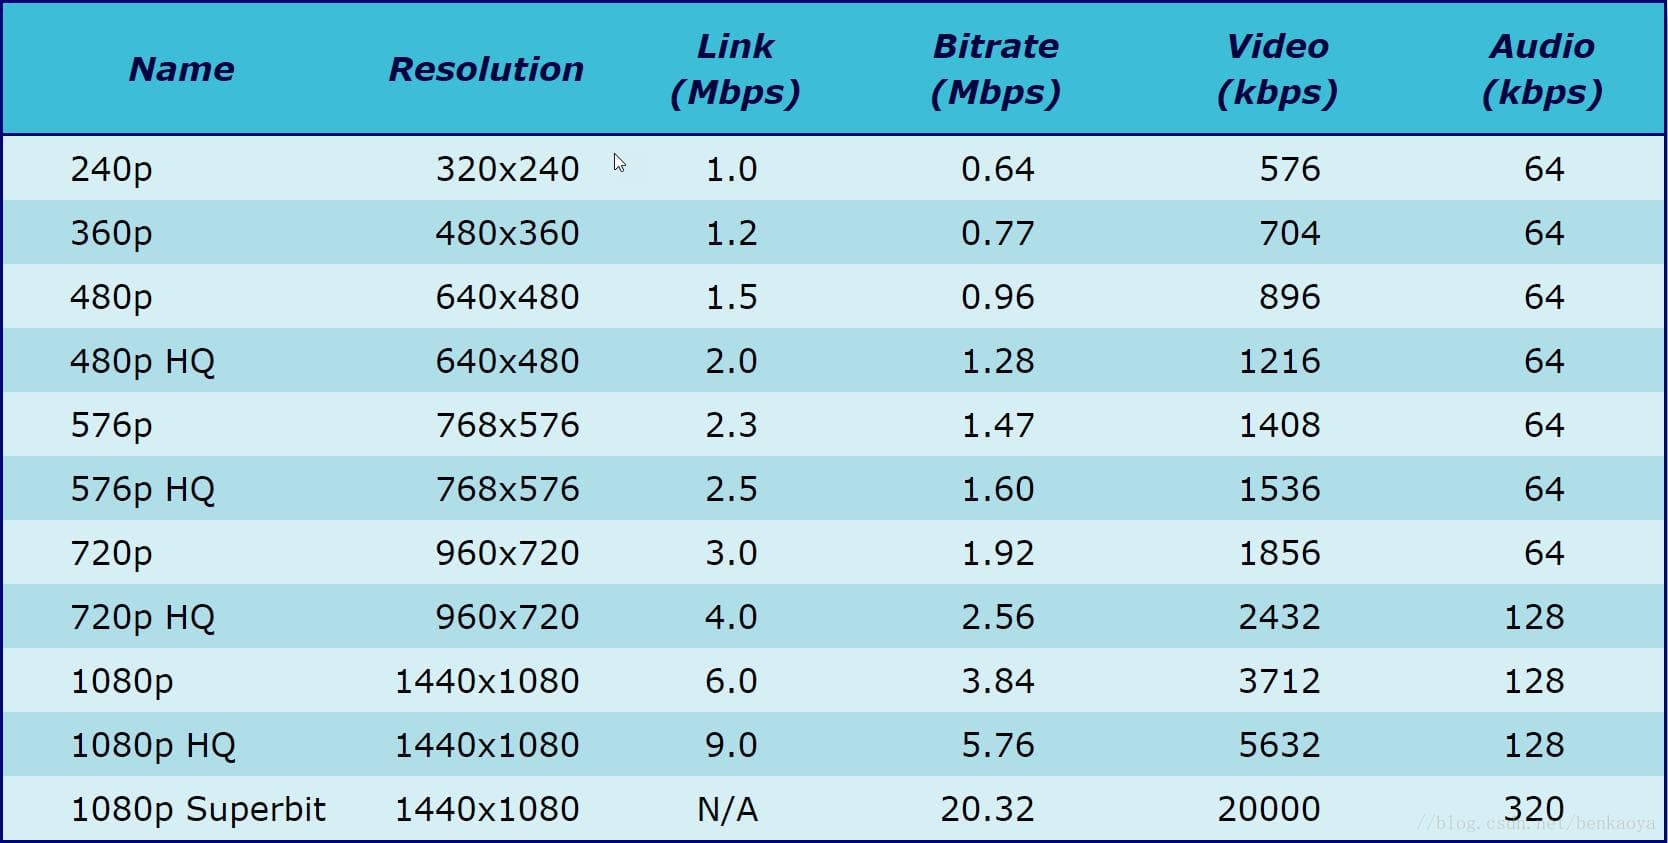 Name Resolution Link (Mbps) Bitrate (Mbps) Video (kbps) Audio (kbps)
240p 320x240 1.0 0.64 576 64
360p 480x360 1.2 0.77 704 64
480p 640x480 1.5 0.96 896 64
480p HQ 640x480 2.0 1.28 1216 64
576p 768x576 2.3 1.47 1408 64
576p HQ 768x576 2.5 1.60 1536 64
720p 960x720 3.0 1.92 1856 64
720p HQ 960x720 4.0 2.56 2432 128
1080p 1440x1080 6.0 3.84 3712 128
1080p HQ 1440x1080 9.0 5.76 5632 128
1080p Superbit 1440x1080 N/A 20.32 20000 320
//blog.csdn.net/benkaoya